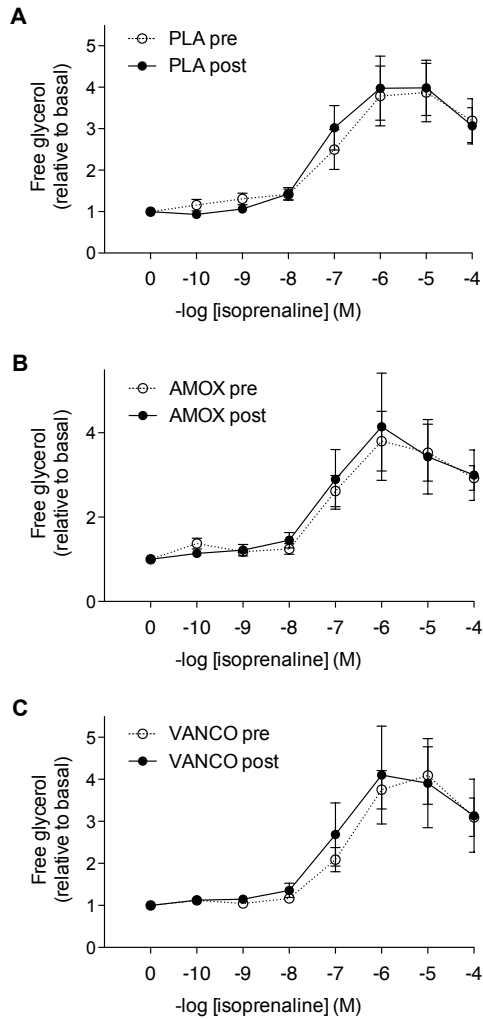 A
PLA pre
PLA post
Free glycerol
(relative to basal)
5
4
3
2
1
0
0 -10 -9 -8 -7 -6 -5 -4
-log [isoprenaline] (M)
B
AMOX pre
AMOX post
Free glycerol
(relative to basal)
4
2
0
0 -10 -9 -8 -7 -6 -5 -4
-log [isoprenaline] (M)
C
VANCO pre
VANCO post
Free glycerol
(relative to basal)
5
4
3
2
1
0
0 -10 -9 -8 -7 -6 -5 -4
-log [isoprenaline] (M)